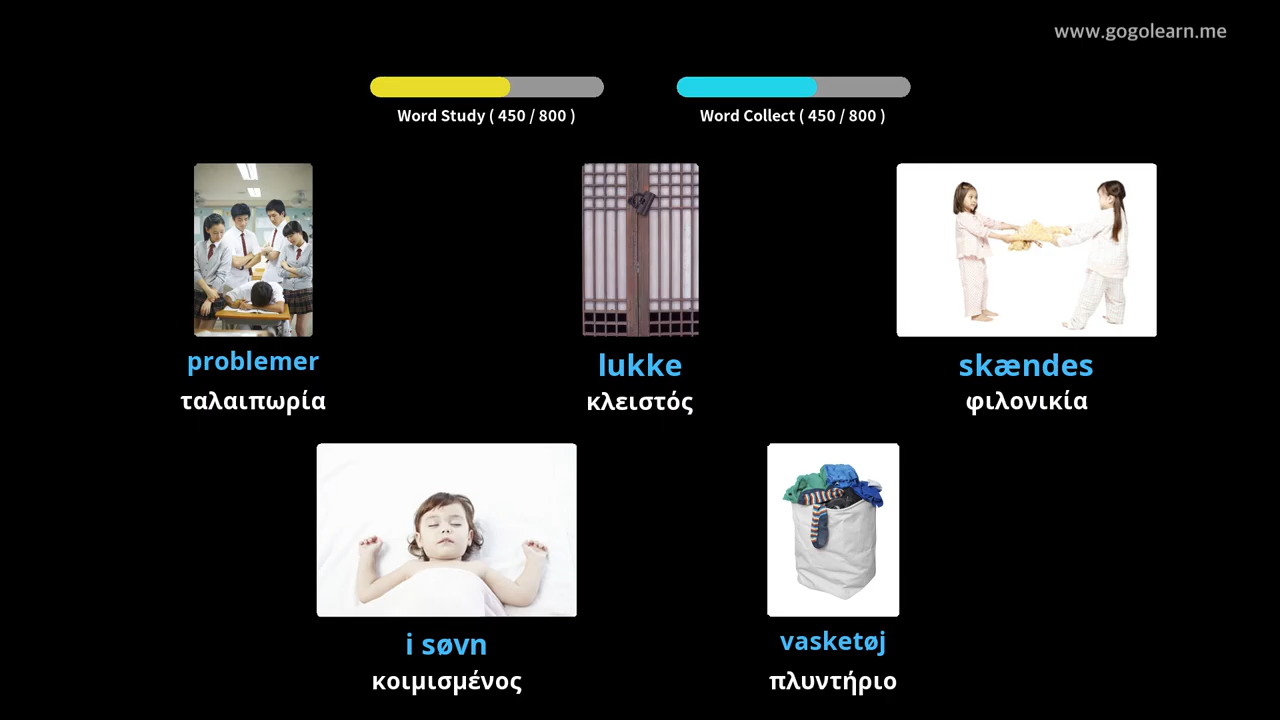 www.gogolearn.me
Word Study ( 450 / 800 )
Word Collect ( 450 / 800 )
problemer
ταλαιπωρία
lukke
κλειστός
skændes
φιλονικία
i søvn
κοιμισμένος
vasketøj
πλυντήριο